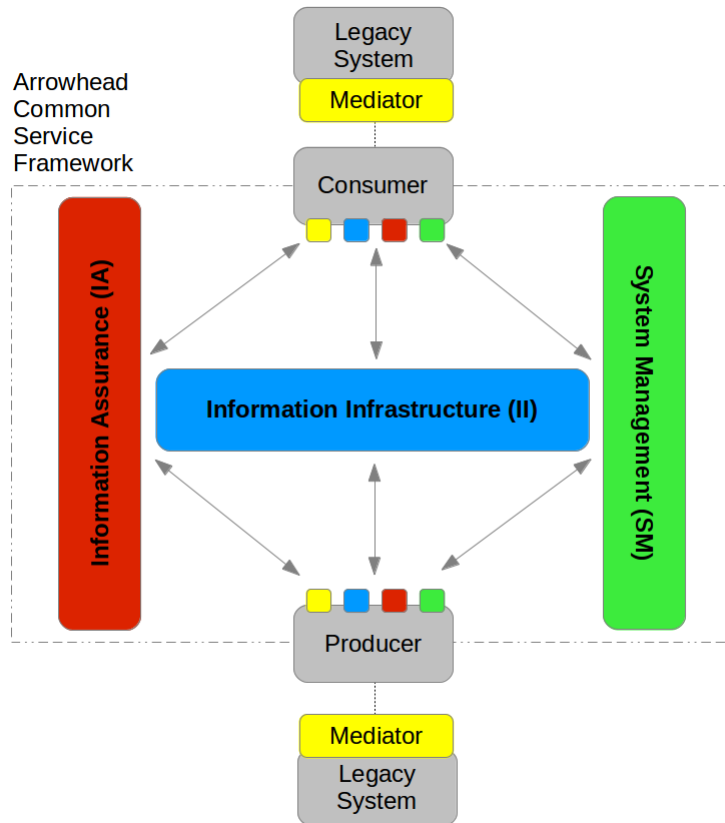 Legacy
System
Mediator
Arrowhead
Common
Service
Framework
Consumer
Information Assurance (IA)
Information Infrastructure (II)
System Management (SM)
Producer
Mediator
Legacy
System